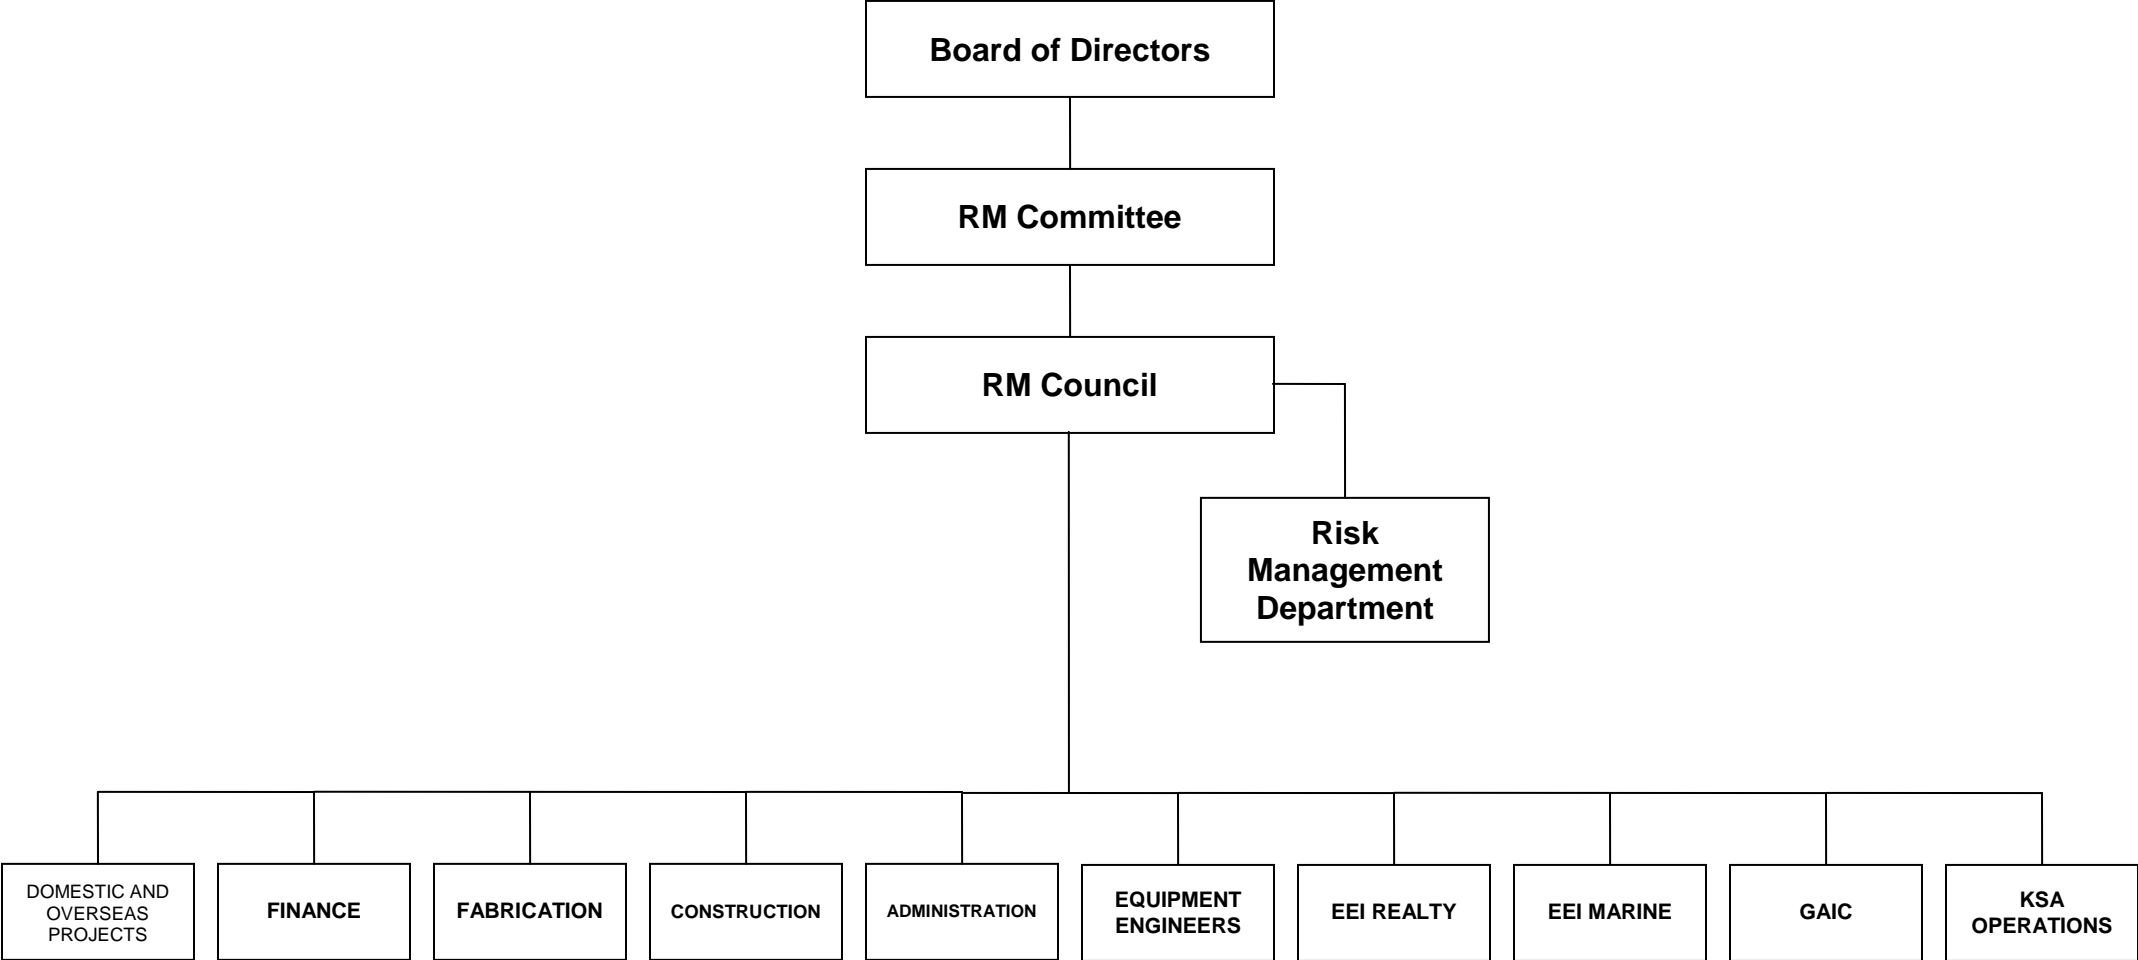 Board of Directors
RM Committee
RM Council
Risk
Management
Department
DOMESTIC AND
OVERSEAS
PROJECTS
FINANCE
FABRICATION
CONSTRUCTION
ADMINISTRATION
EQUIPMENT
ENGINEERS
EEI REALTY
EEI MARINE
GAIC
KSA
OPERATIONS